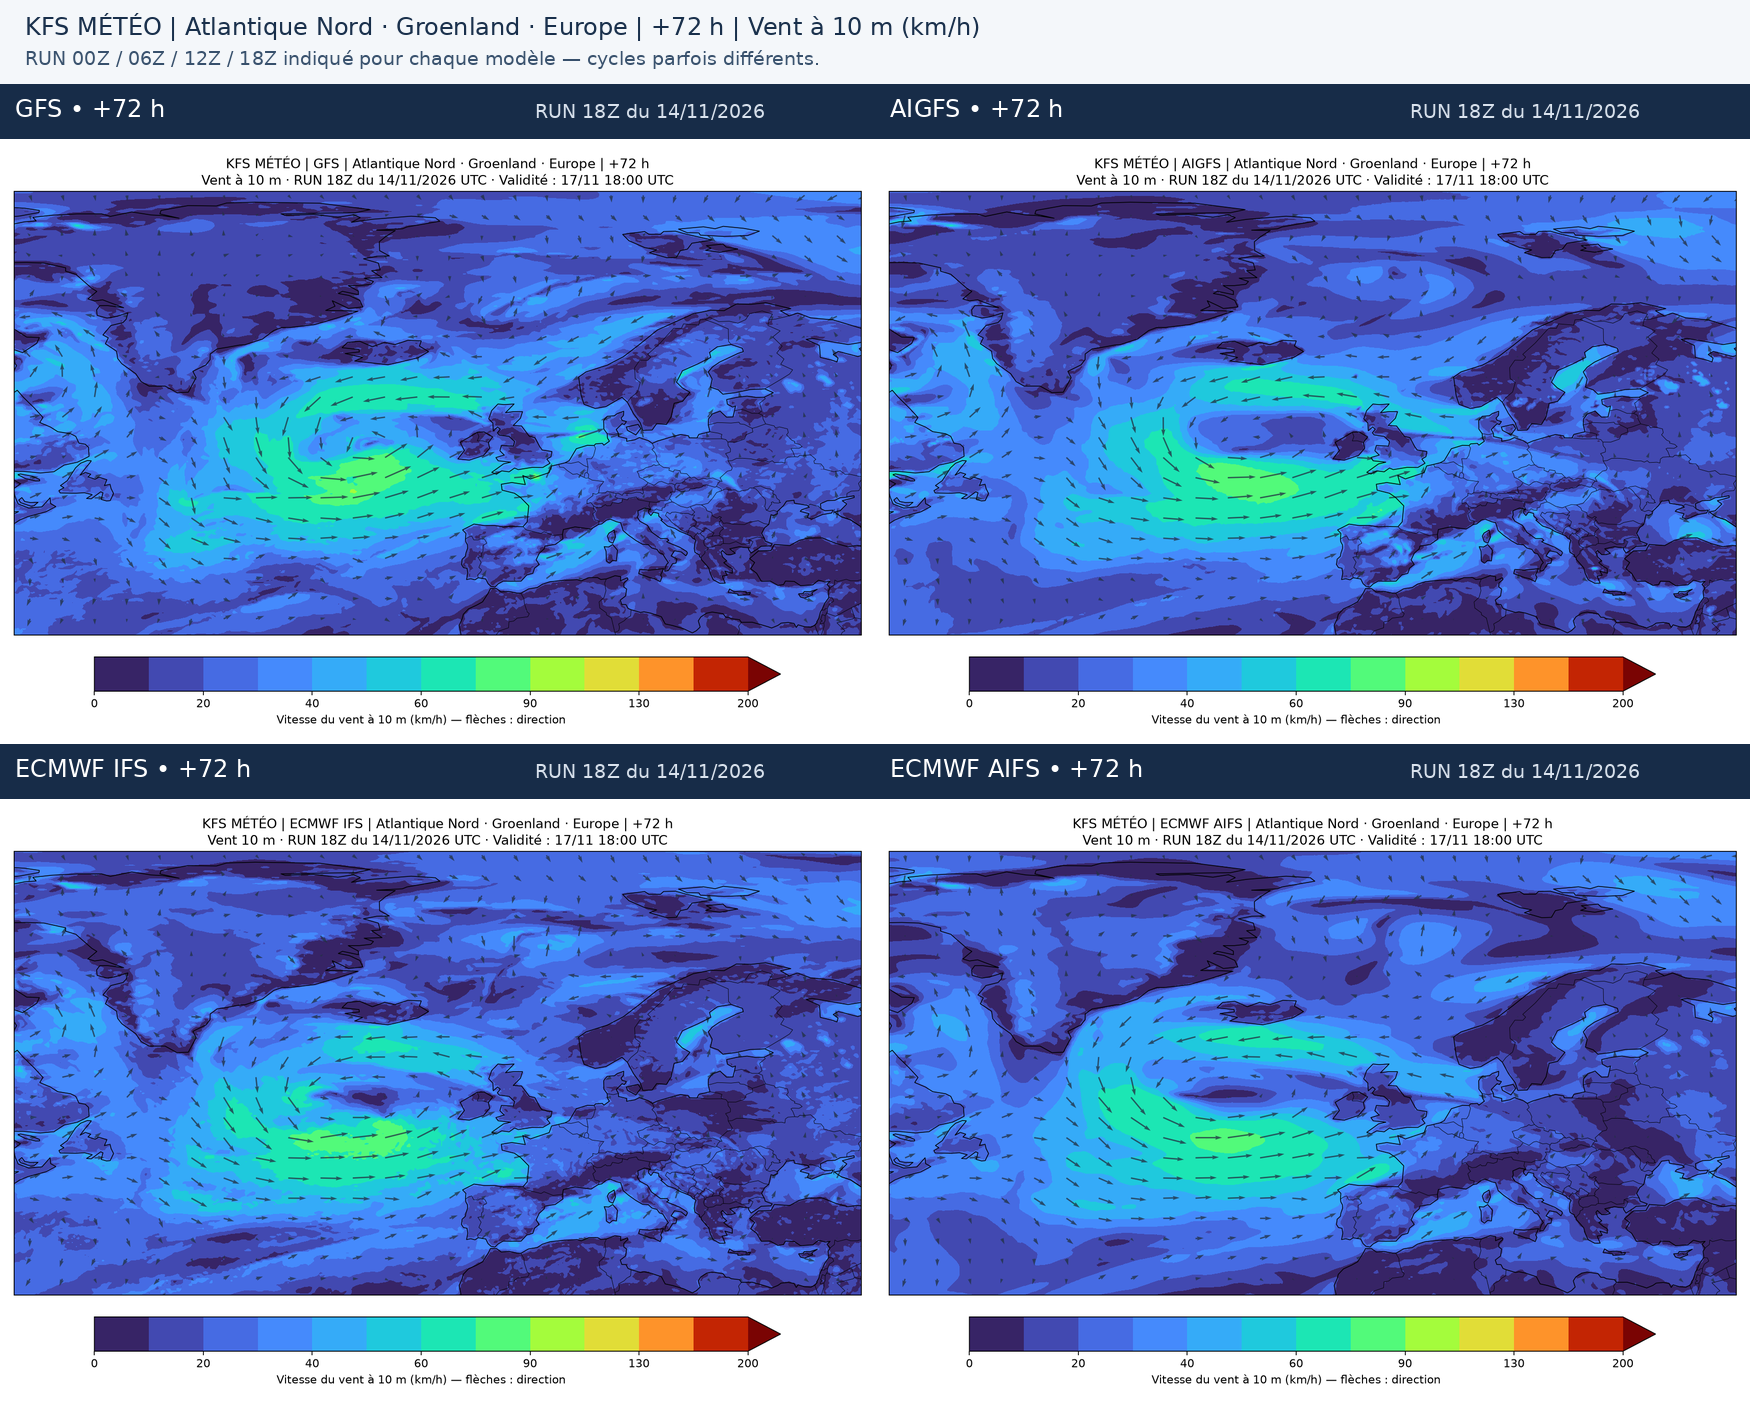 KFS MÉTÉO | Atlantique Nord · Groenland · Europe | +72 h | Vent à 10 m (km/h)
RUN 00Z / 06Z / 12Z / 18Z indiqué pour chaque modèle — cycles parfois différents.
GFS • +72 h
RUN 18Z du 14/11/2026
KFS MÉTÉO | GFS | Atlantique Nord · Groenland · Europe | +72 h
Vent à 10 m · RUN 18Z du 14/11/2026 UTC · Validité : 17/11 18:00 UTC
0 20 40 60 90 130 200
Vitesse du vent à 10 m (km/h) — flèches : direction
AIGFS • +72 h
RUN 18Z du 14/11/2026
KFS MÉTÉO | AIGFS | Atlantique Nord · Groenland · Europe | +72 h
Vent à 10 m · RUN 18Z du 14/11/2026 UTC · Validité : 17/11 18:00 UTC
0 20 40 60 90 130 200
Vitesse du vent à 10 m (km/h) — flèches : direction
ECMWF IFS • +72 h
RUN 18Z du 14/11/2026
KFS MÉTÉO | ECMWF IFS | Atlantique Nord · Groenland · Europe | +72 h
Vent 10 m · RUN 18Z du 14/11/2026 UTC · Validité : 17/11 18:00 UTC
0 20 40 60 90 130 200
Vitesse du vent à 10 m (km/h) — flèches : direction
ECMWF AIFS • +72 h
RUN 18Z du 14/11/2026
KFS MÉTÉO | ECMWF AIFS | Atlantique Nord · Groenland · Europe | +72 h
Vent 10 m · RUN 18Z du 14/11/2026 UTC · Validité : 17/11 18:00 UTC
0 20 40 60 90 130 200
Vitesse du vent à 10 m (km/h) — flèches : direction